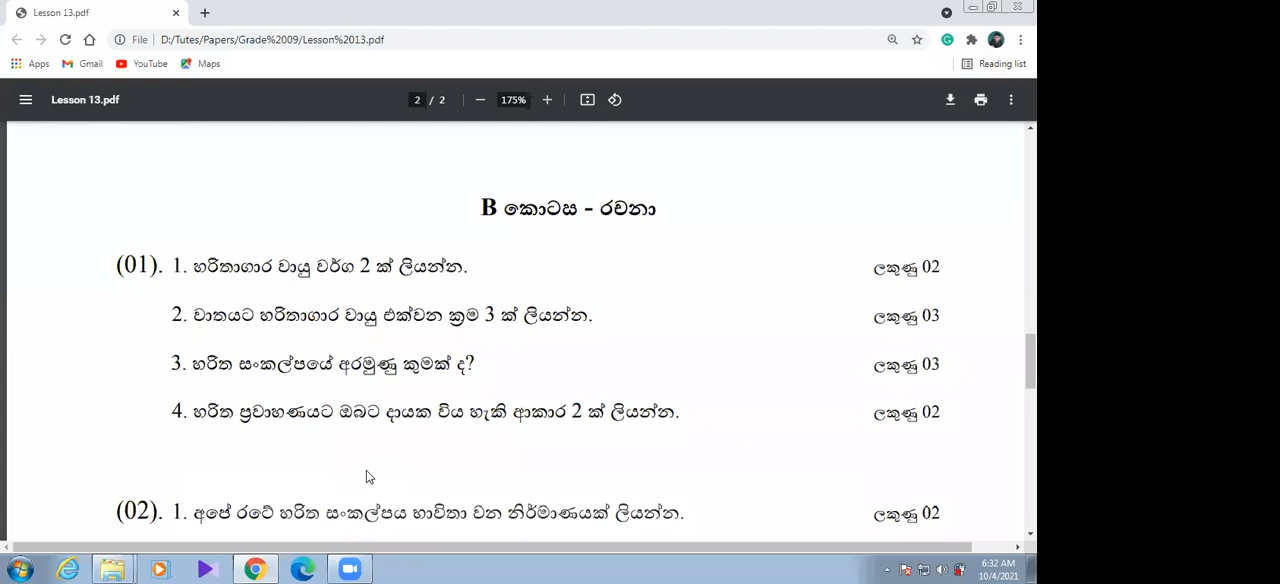 Lesson 13.pdf
File | D:/Tutes/Papers/Grade%2009/Lesson%2013.pdf
Apps Gmail YouTube Maps Reading list
Lesson 13.pdf 2 / 2 175%
B කොටස - රචනා
(01). 1. හරිතාගාර වායු වර්ග 2 ක් ලියන්න. ලකුණු 02
2. වාතයට හරිතාගාර වායු එක්වන ක්‍රම 3 ක් ලියන්න. ලකුණු 03
3. හරිත සංකල්පයේ අරමුණු කුමක් ද? ලකුණු 03
4. හරිත ප්‍රවාහණයට ඔබට දායක විය හැකි ආකාර 2 ක් ලියන්න. ලකුණු 02
(02). 1. අපේ රටේ හරිත සංකල්පය භාවිතා වන නිර්මාණයක් ලියන්න. ලකුණු 02
6:32 AM
10/4/2021